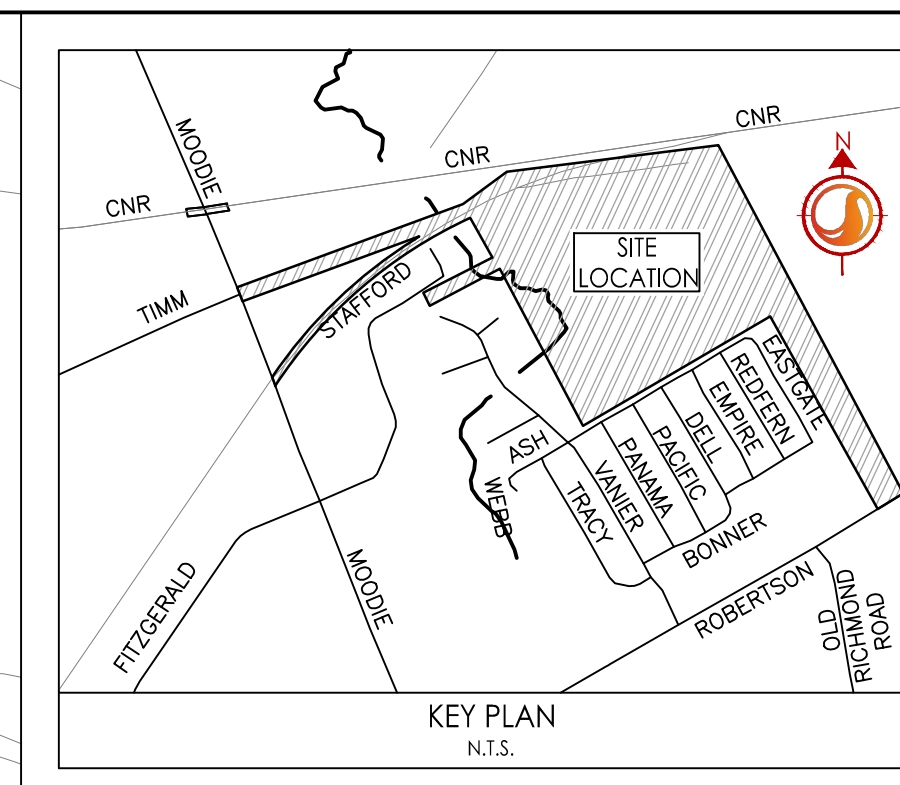 CNR
N
MOODIE
CNR
CNR
SITE
LOCATION
TIMM
STAFFORD
EASTGATE
REDFERN
EMPIRE
DELL
PACIFIC
PANAMA
VANIER
ASH
TRACY
WEBB
BONNER
MOODIE
FITZGERALD
ROBERTSON
OLD
RICHMOND
ROAD
KEY PLAN
N.T.S.